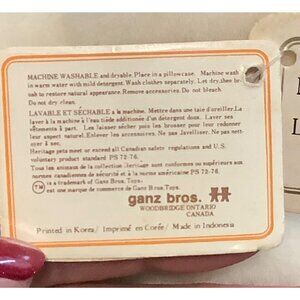 MACHINE WASHABLE and dryable. Place in a pillowcase. Machine wash
in warm water with mild detergent. Wash clothes separately. Let dry, then br-
ush to restore natural appearance. Remove accessories. Do not bleach.
Do not dry clean.
LAVABLE ET SÉCHABLE à la machine. Mettre dans une taie d'oreiller. La
laver à la machine à l'eau tiède additionnée d'un détergent doux. Laver ses
vêtements à part. Les laisser sécher puis les brosser pour leur redonner
leur aspect naturel. Enlever les accessoires. Ne pas Javelliser. Ne pas nett-
oyer à sec.
Heritage pets meet or exceed all Canadian safety regulations and U.S.
voluntary product standard PS 72-76.
Tous les animaux de la collection Heritage sont conformes ou supérieurs aux
normes canadiennes de sécurité et à la norme américaine PS 72-76.
TM is a trademark of Ganz Bros. Toys.
est une marque de commerce de Ganz Bros. Toys.
ganz bros.
WOODBRIDGE ONTARIO
CANADA
Printed in Korea/ Imprimé en Corée/ Made in Indonesia